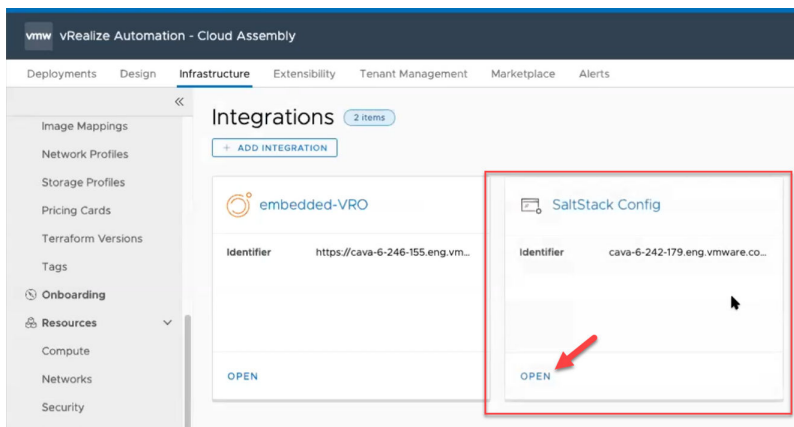 vmw vRealize Automation - Cloud Assembly
Deployments Design Infrastructure Extensibility Tenant Management Marketplace Alerts
«
Image Mappings
Network Profiles
Storage Profiles
Pricing Cards
Terraform Versions
Tags
Onboarding
Resources
Compute
Networks
Security
Integrations 2 items
+ ADD INTEGRATION
embedded-VRO
Identifier https://cava-6-246-155.eng.vm...
OPEN
SaltStack Config
Identifier cava-6-242-179.eng.vmware.co...
OPEN